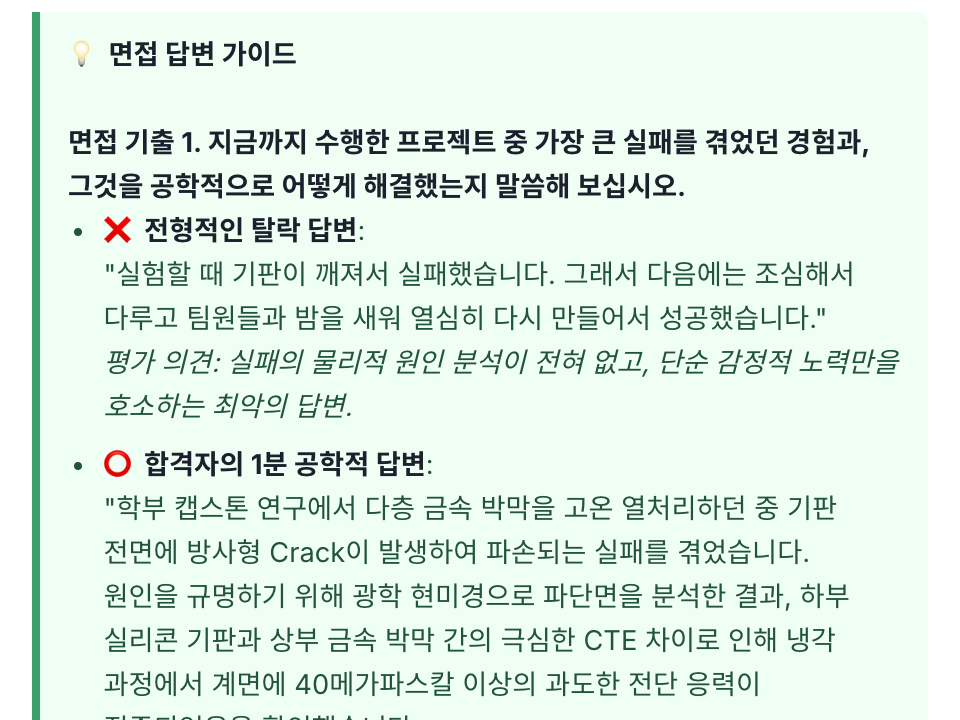 💡 면접 답변 가이드
면접 기출 1. 지금까지 수행한 프로젝트 중 가장 큰 실패를 겪었던 경험과,
그것을 공학적으로 어떻게 해결했는지 말씀해 보십시오.
• ❌ 전형적인 탈락 답변:
"실험할 때 기판이 깨져서 실패했습니다. 그래서 다음에는 조심해서
다루고 팀원들과 밤을 새워 열심히 다시 만들어서 성공했습니다."
평가 의견: 실패의 물리적 원인 분석이 전혀 없고, 단순 감정적 노력만을
호소하는 최악의 답변.
• ⭕ 합격자의 1분 공학적 답변:
"학부 캡스톤 연구에서 다층 금속 박막을 고온 열처리하던 중 기판
전면에 방사형 Crack이 발생하여 파손되는 실패를 겪었습니다.
원인을 규명하기 위해 광학 현미경으로 파단면을 분석한 결과, 하부
실리콘 기판과 상부 금속 박막 간의 극심한 CTE 차이로 인해 냉각
과정에서 계면에 40메가파스칼 이상의 과도한 전단 응력이